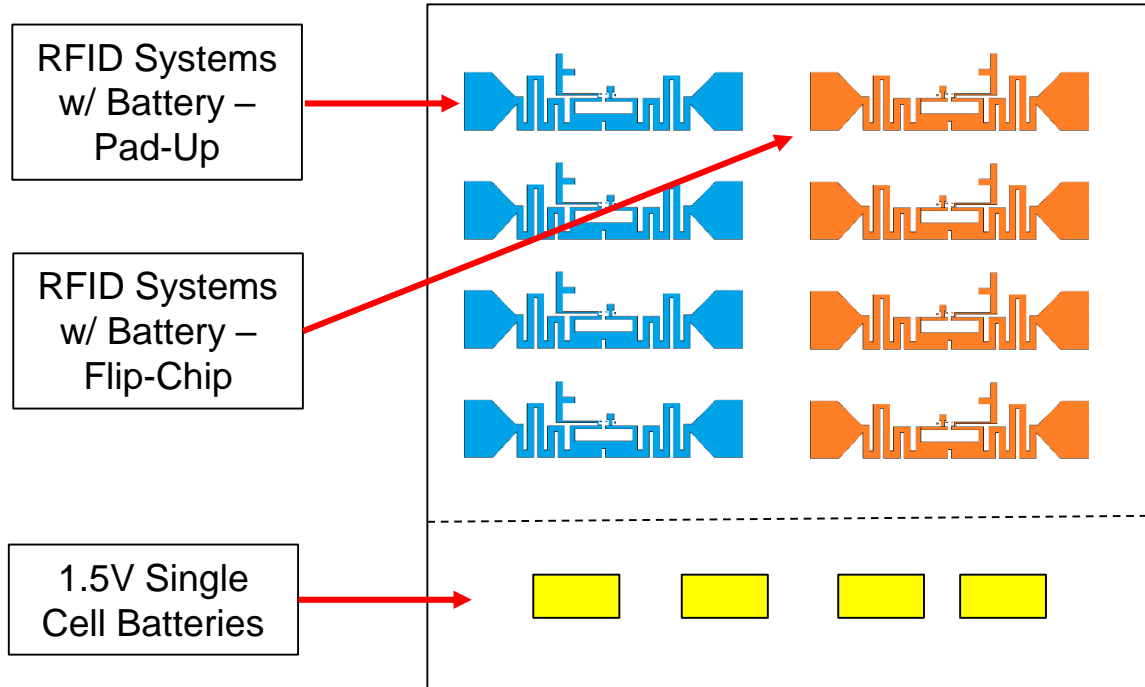 RFID Systems
w/ Battery –
Pad-Up
RFID Systems
w/ Battery –
Flip-Chip
1.5V Single
Cell Batteries